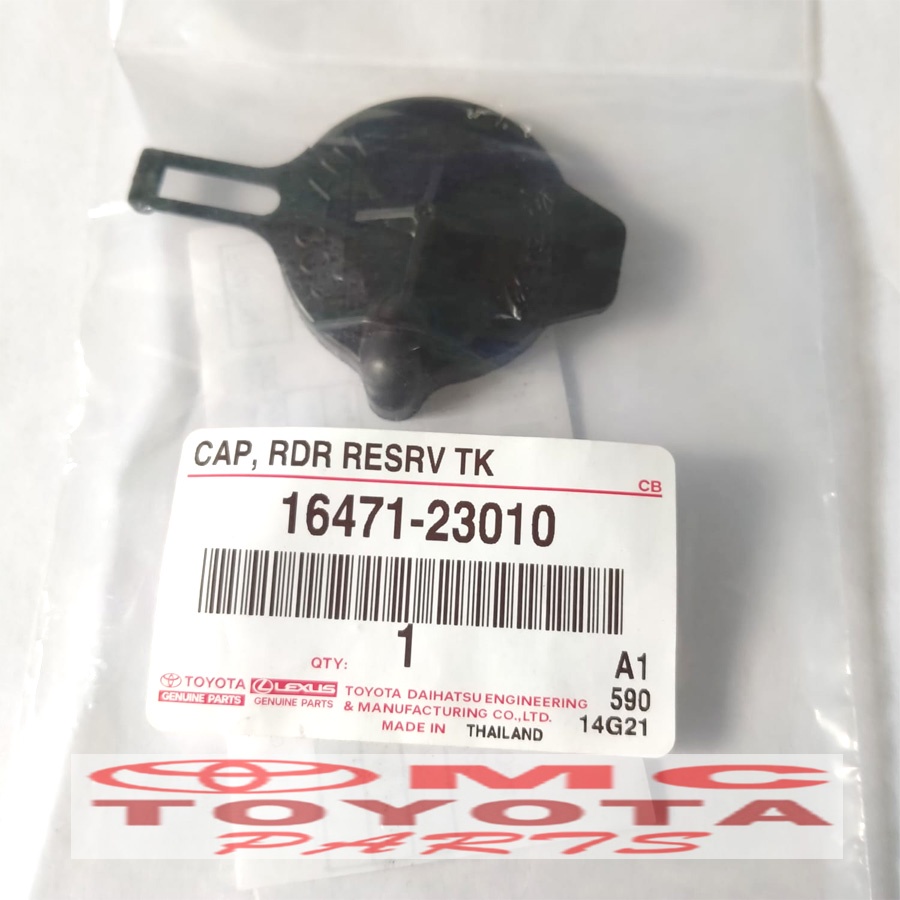 CAP, RDR RESRV TK
CB
16471-23010
QTY: 1
A1
590
14G21
TOYOTA
GENUINE PARTS
LEXUS
GENUINE PARTS
TOYOTA DAIHATSU ENGINEERING
& MANUFACTURING CO.,LTD.
MADE IN THAILAND
OMC
TOYOTA
PARTS